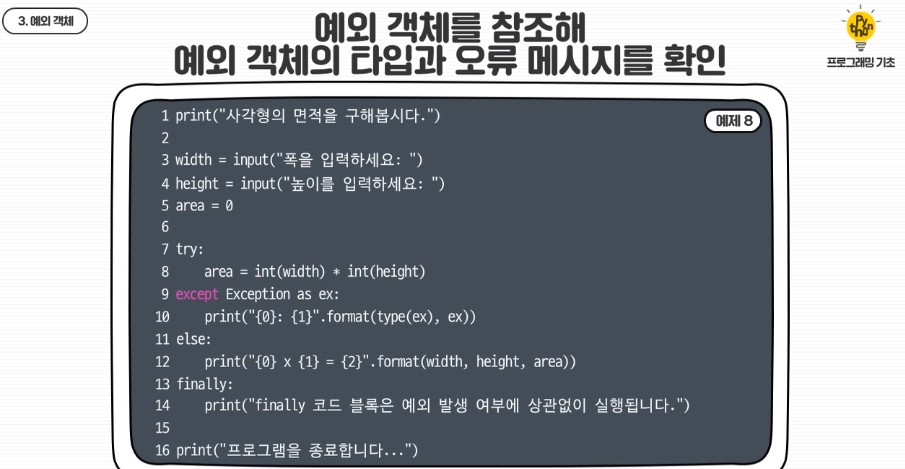 3. 예외 객체
예외 객체를 참조해
예외 객체의 타입과 오류 메시지를 확인
Python
프로그래밍 기초
예제 8
1 print("사각형의 면적을 구해봅시다.")
2
3 width = input("폭을 입력하세요: ")
4 height = input("높이를 입력하세요: ")
5 area = 0
6
7 try:
8     area = int(width) * int(height)
9 except Exception as ex:
10     print("{0}: {1}".format(type(ex), ex))
11 else:
12     print("{0} x {1} = {2}".format(width, height, area))
13 finally:
14     print("finally 코드 블록은 예외 발생 여부에 상관없이 실행됩니다.")
15
16 print("프로그램을 종료합니다...")